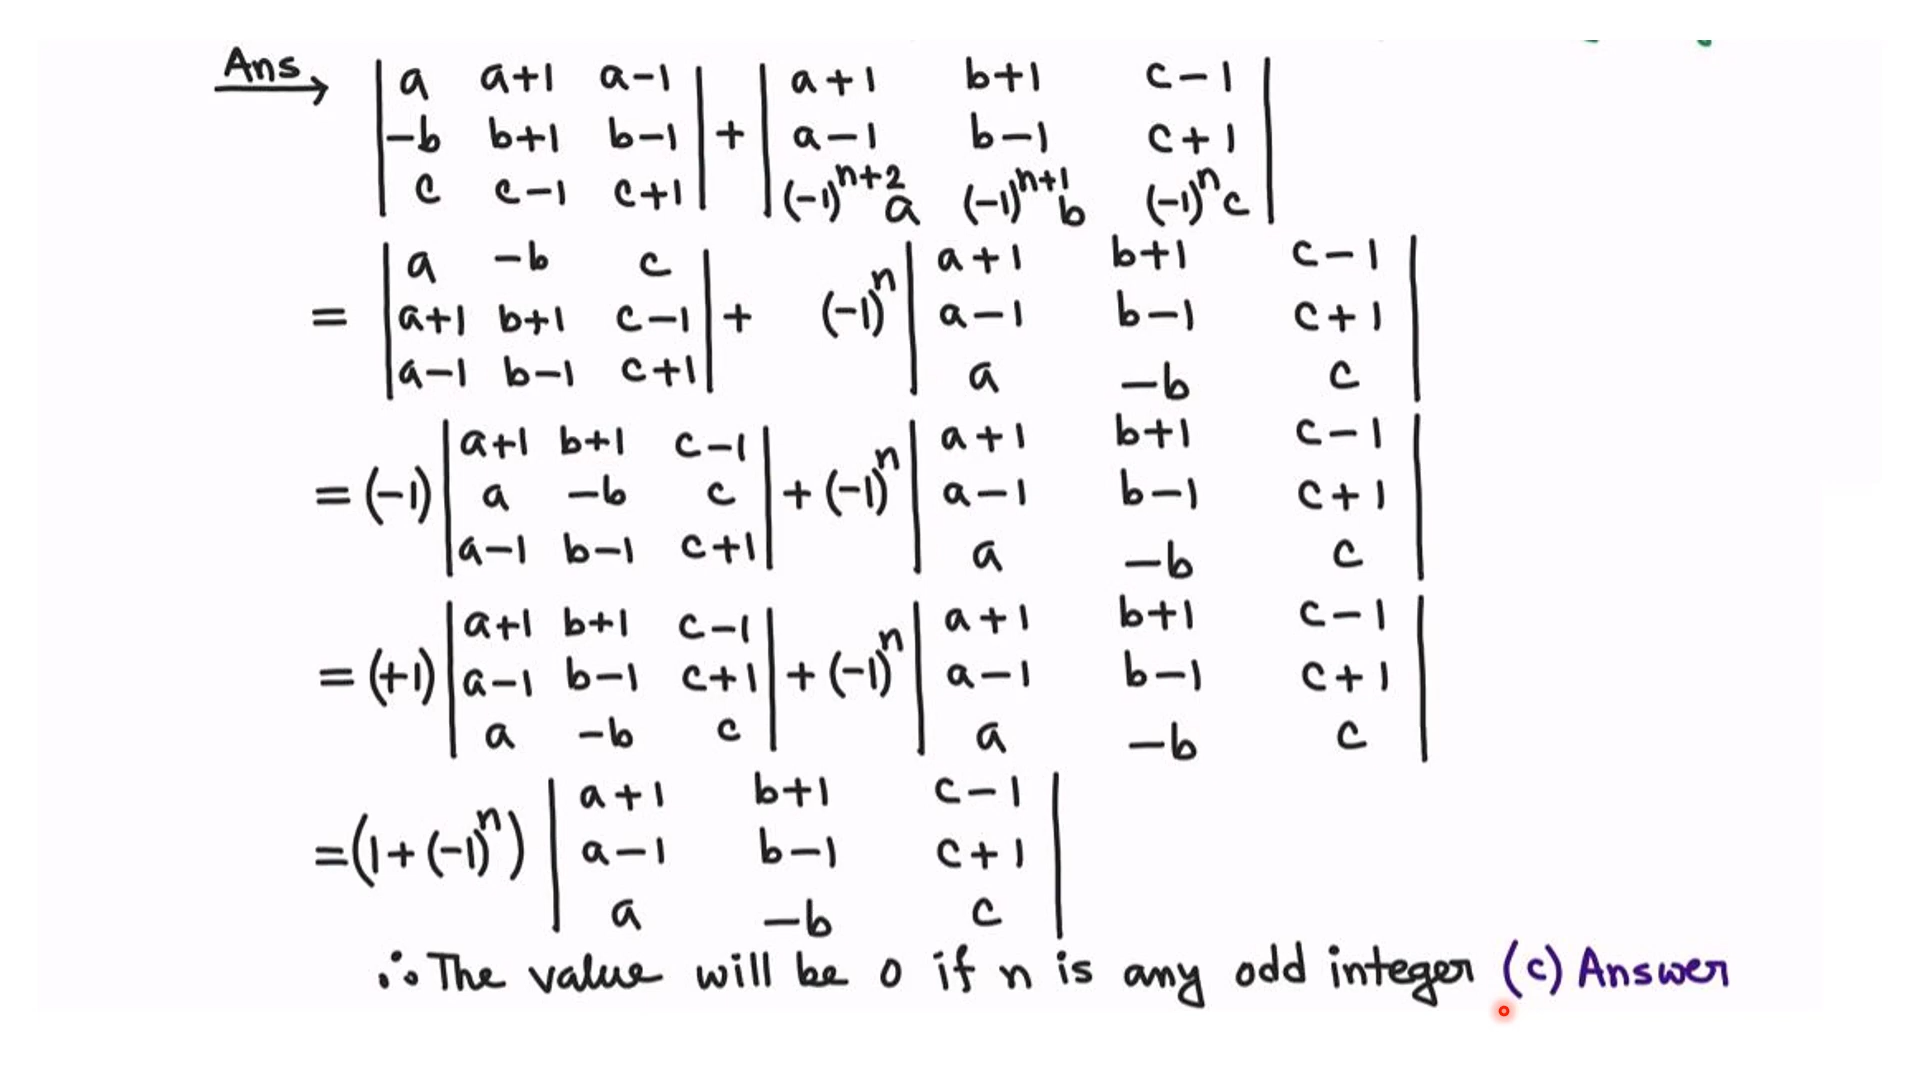 Ans → | a a+1 a-1 | + | a+1 b+1 c-1 |
| -b b+1 b-1 | | a-1 b-1 c+1 |
| c c-1 c+1 | | (-1)^{n+2}a (-1)^{n+1}b (-1)^n c |
| a -b c | | a+1 b+1 c-1 |
= | a+1 b+1 c-1 | + (-1)^n | a-1 b-1 c+1 |
| a-1 b-1 c+1 | | a -b c |
| a+1 b+1 c-1 | | a+1 b+1 c-1 |
= (-1) | a -b c | + (-1)^n | a-1 b-1 c+1 |
| a-1 b-1 c+1 | | a -b c |
| a+1 b+1 c-1 | | a+1 b+1 c-1 |
= (+1) | a-1 b-1 c+1 | + (-1)^n | a-1 b-1 c+1 |
| a -b c | | a -b c |
| a+1 b+1 c-1 |
= (1+(-1)^n) | a-1 b-1 c+1 |
| a -b c |
∴ The value will be 0 if n is any odd integer (c) Answer